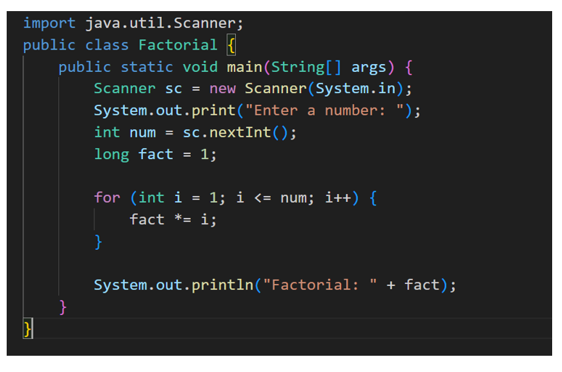 import java.util.Scanner;
public class Factorial {
    public static void main(String[] args) {
        Scanner sc = new Scanner(System.in);
        System.out.print("Enter a number: ");
        int num = sc.nextInt();
        long fact = 1;

        for (int i = 1; i <= num; i++) {
            fact *= i;
        }

        System.out.println("Factorial: " + fact);
    }
}